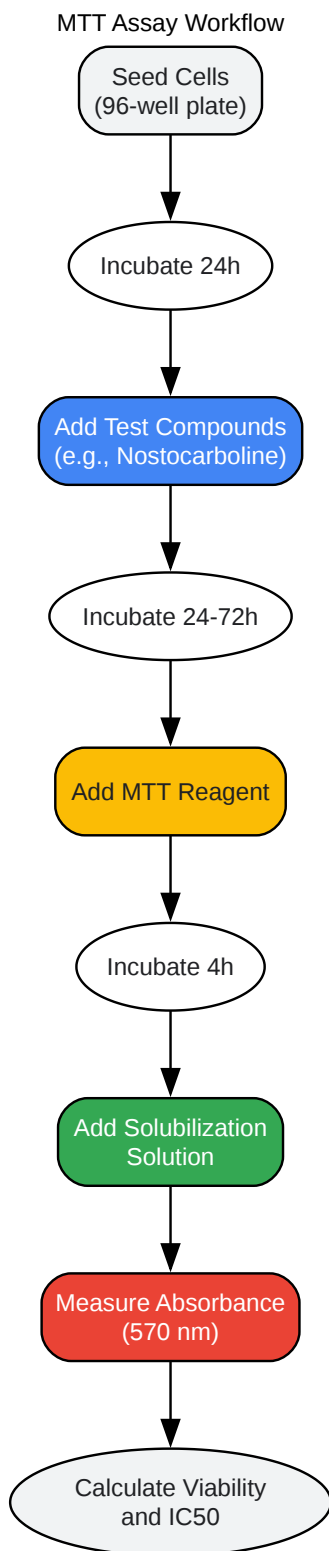 MTT Assay Workflow
Seed Cells
(96-well plate)
Incubate 24h
Add Test Compounds
(e.g., Nostocarboline)
Incubate 24-72h
Add MTT Reagent
Incubate 4h
Add Solubilization
Solution
Measure Absorbance
(570 nm)
Calculate Viability
and IC50